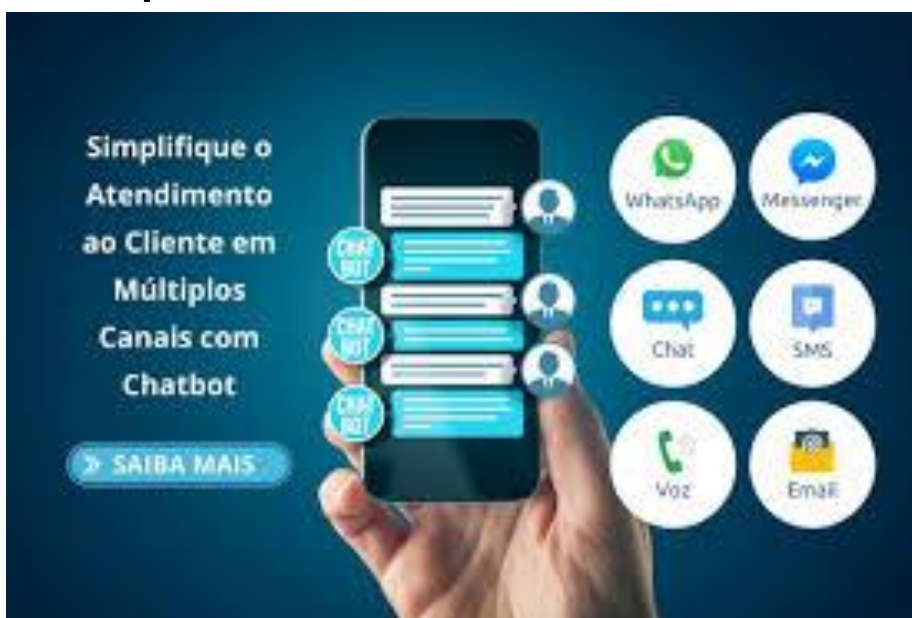 Simplifique o
Atendimento
ao Cliente em
Múltiplos
Canais com
Chatbot
» SAIBA MAIS
CHAT
BOT
CHAT
BOT
CHAT
BOT
WhatsApp
Messenger
Chat
SMS
Voz
Email